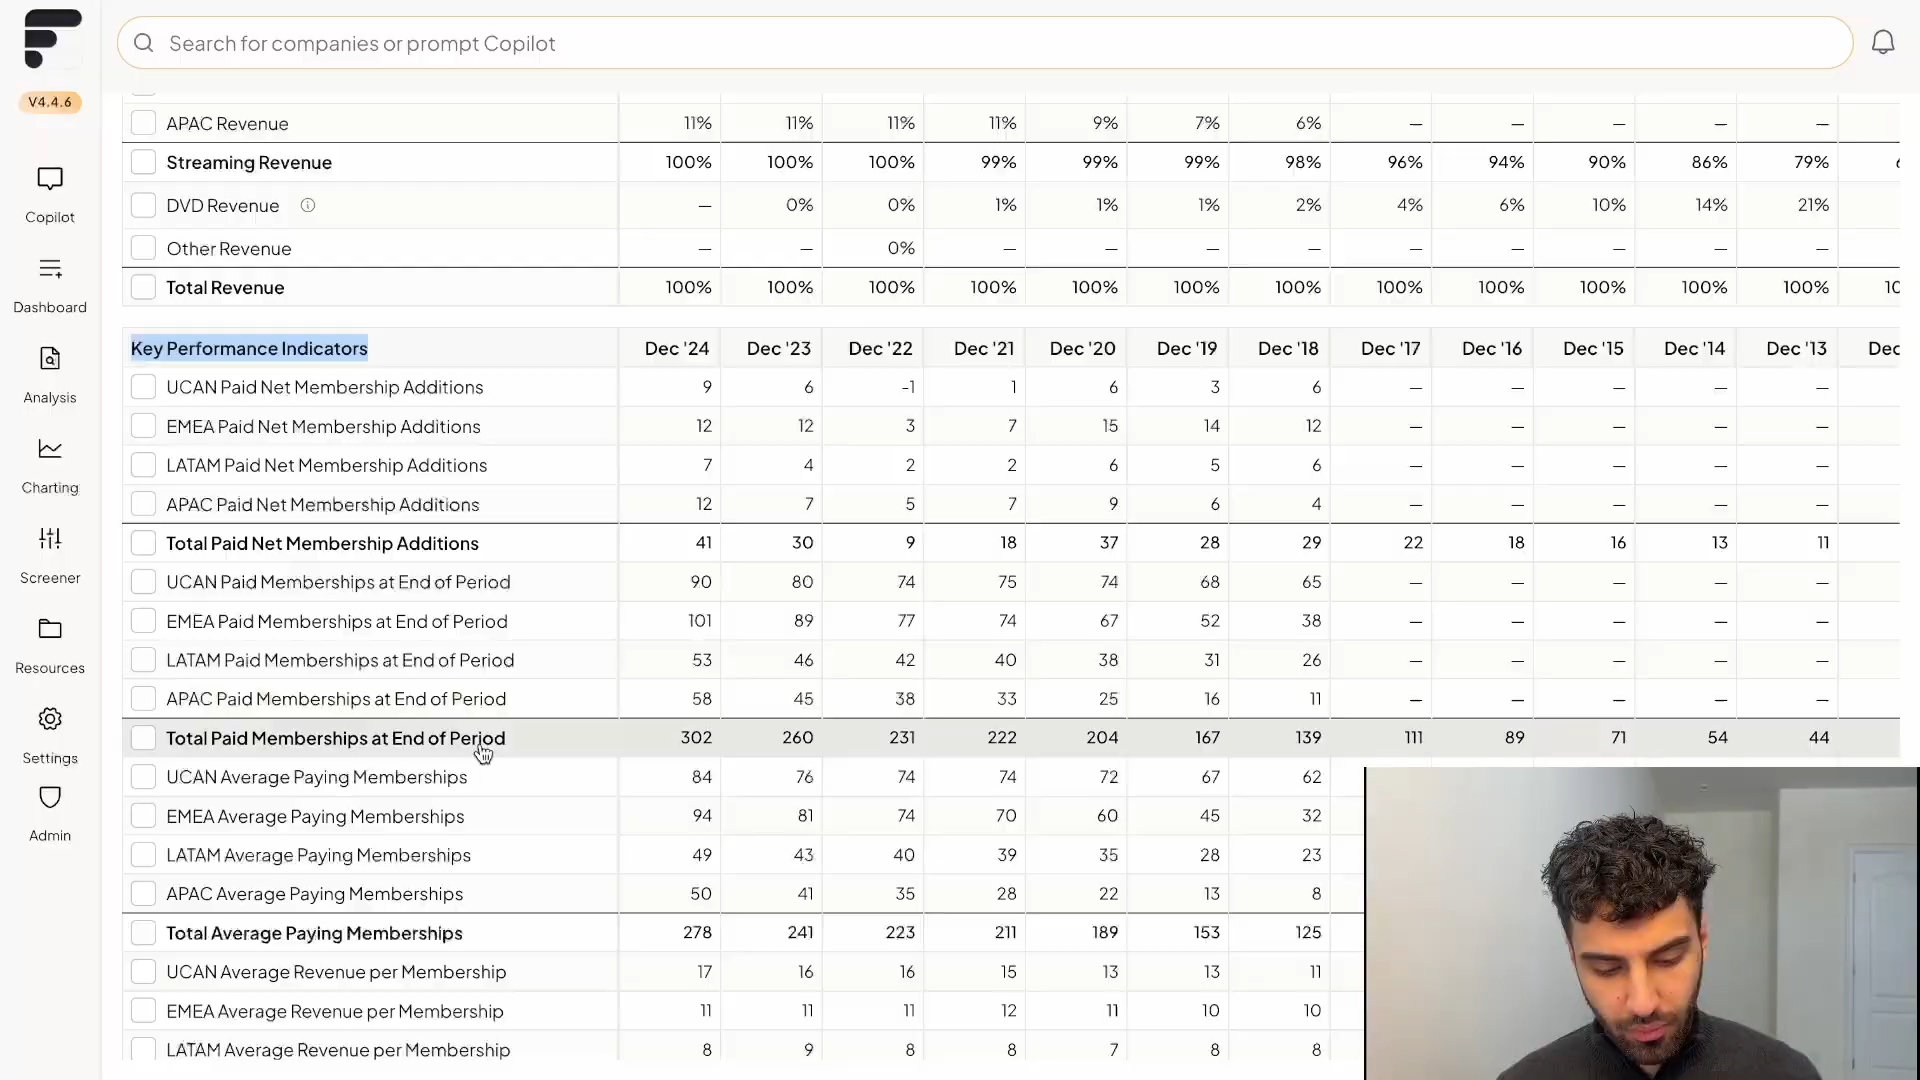 Search for companies or prompt Copilot
V4.4.6
Copilot
Dashboard
Analysis
Charting
Screener
Resources
Settings
Admin
APAC Revenue 11% 11% 11% 11% 9% 7% 6% — — — — —
Streaming Revenue 100% 100% 100% 99% 99% 99% 98% 96% 94% 90% 86% 79%
DVD Revenue — 0% 0% 1% 1% 1% 2% 4% 6% 10% 14% 21%
Other Revenue — — 0% — — — — — — — — —
Total Revenue 100% 100% 100% 100% 100% 100% 100% 100% 100% 100% 100% 100% 10
Key Performance Indicators Dec '24 Dec '23 Dec '22 Dec '21 Dec '20 Dec '19 Dec '18 Dec '17 Dec '16 Dec '15 Dec '14 Dec '13 Dec
UCAN Paid Net Membership Additions 9 6 -1 1 6 3 6 — — — — —
EMEA Paid Net Membership Additions 12 12 3 7 15 14 12 — — — — —
LATAM Paid Net Membership Additions 7 4 2 2 6 5 6 — — — — —
APAC Paid Net Membership Additions 12 7 5 7 9 6 4 — — — — —
Total Paid Net Membership Additions 41 30 9 18 37 28 29 22 18 16 13 11
UCAN Paid Memberships at End of Period 90 80 74 75 74 68 65 — — — — —
EMEA Paid Memberships at End of Period 101 89 77 74 67 52 38 — — — — —
LATAM Paid Memberships at End of Period 53 46 42 40 38 31 26 — — — — —
APAC Paid Memberships at End of Period 58 45 38 33 25 16 11 — — — — —
Total Paid Memberships at End of Period 302 260 231 222 204 167 139 111 89 71 54 44
UCAN Average Paying Memberships 84 76 74 74 72 67 62
EMEA Average Paying Memberships 94 81 74 70 60 45 32
LATAM Average Paying Memberships 49 43 40 39 35 28 23
APAC Average Paying Memberships 50 41 35 28 22 13 8
Total Average Paying Memberships 278 241 223 211 189 153 125
UCAN Average Revenue per Membership 17 16 16 15 13 13 11
EMEA Average Revenue per Membership 11 11 11 12 11 10 10
LATAM Average Revenue per Membership 8 9 8 8 7 8 8